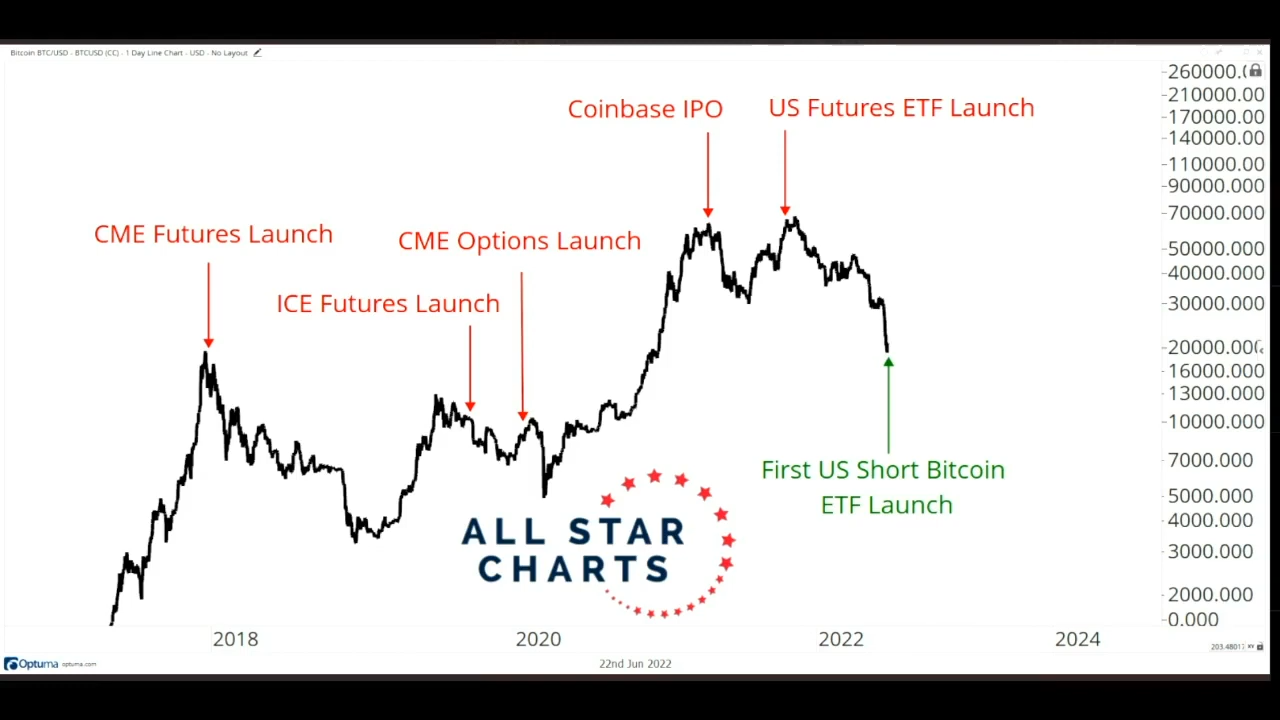 Bitcoin BTC/USD - BTCUSD (CC) - 1 Day Line Chart - USD - No Layout
Coinbase IPO
US Futures ETF Launch
CME Futures Launch
CME Options Launch
ICE Futures Launch
First US Short Bitcoin
ETF Launch
ALL STAR
CHARTS
260000.0
210000.00
170000.00
140000.00
110000.00
90000.000
70000.000
50000.000
40000.000
30000.000
20000.00
16000.000
13000.000
10000.000
7000.000
5000.000
4000.000
3000.000
2000.000
0.000
2018
2020
2022
2024
Optuma optuma.com
22nd Jun 2022